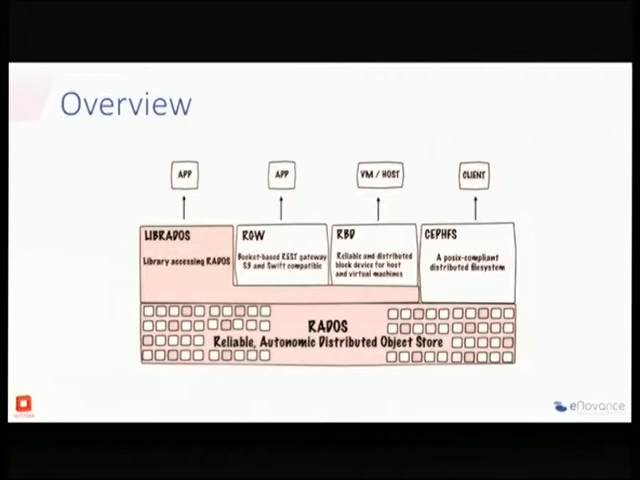 Overview
APP
APP
VM / HOST
CLIENT
LIBRADOS
Library accessing RADOS
RGW
Bucket-based REST gateway
S3 and Swift compatible
RBD
Reliable and distributed
block device for host
and virtual machines
CEPHFS
A posix-compliant
distributed filesystem
RADOS
Reliable, Autonomic Distributed Object Store
eNovance